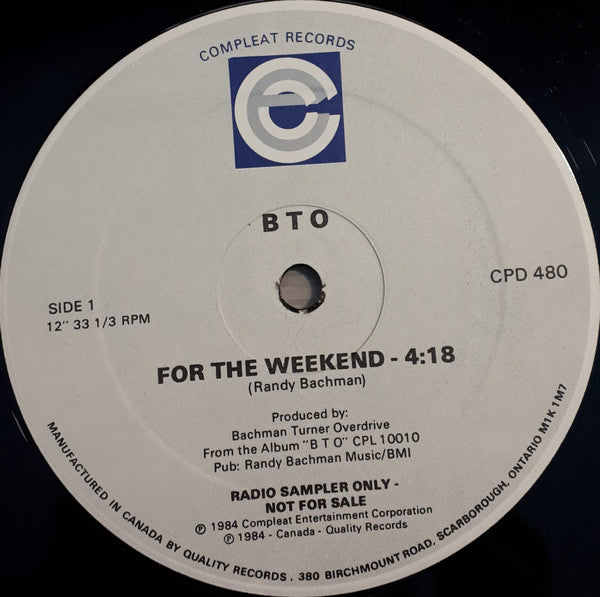 COMPLEAT RECORDS
BTO
CPD 480
SIDE 1
12" 33 1/3 RPM
FOR THE WEEKEND - 4:18
(Randy Bachman)
Produced by:
Bachman Turner Overdrive
From the Album "B T O" CPL 10010
Pub: Randy Bachman Music/BMI
RADIO SAMPLER ONLY -
NOT FOR SALE
℗ 1984 Compleat Entertainment Corporation
℗ 1984 - Canada - Quality Records
MANUFACTURED IN CANADA BY QUALITY RECORDS, 380 BIRCHMOUNT ROAD, SCARBOROUGH, ONTARIO M1K 1M7